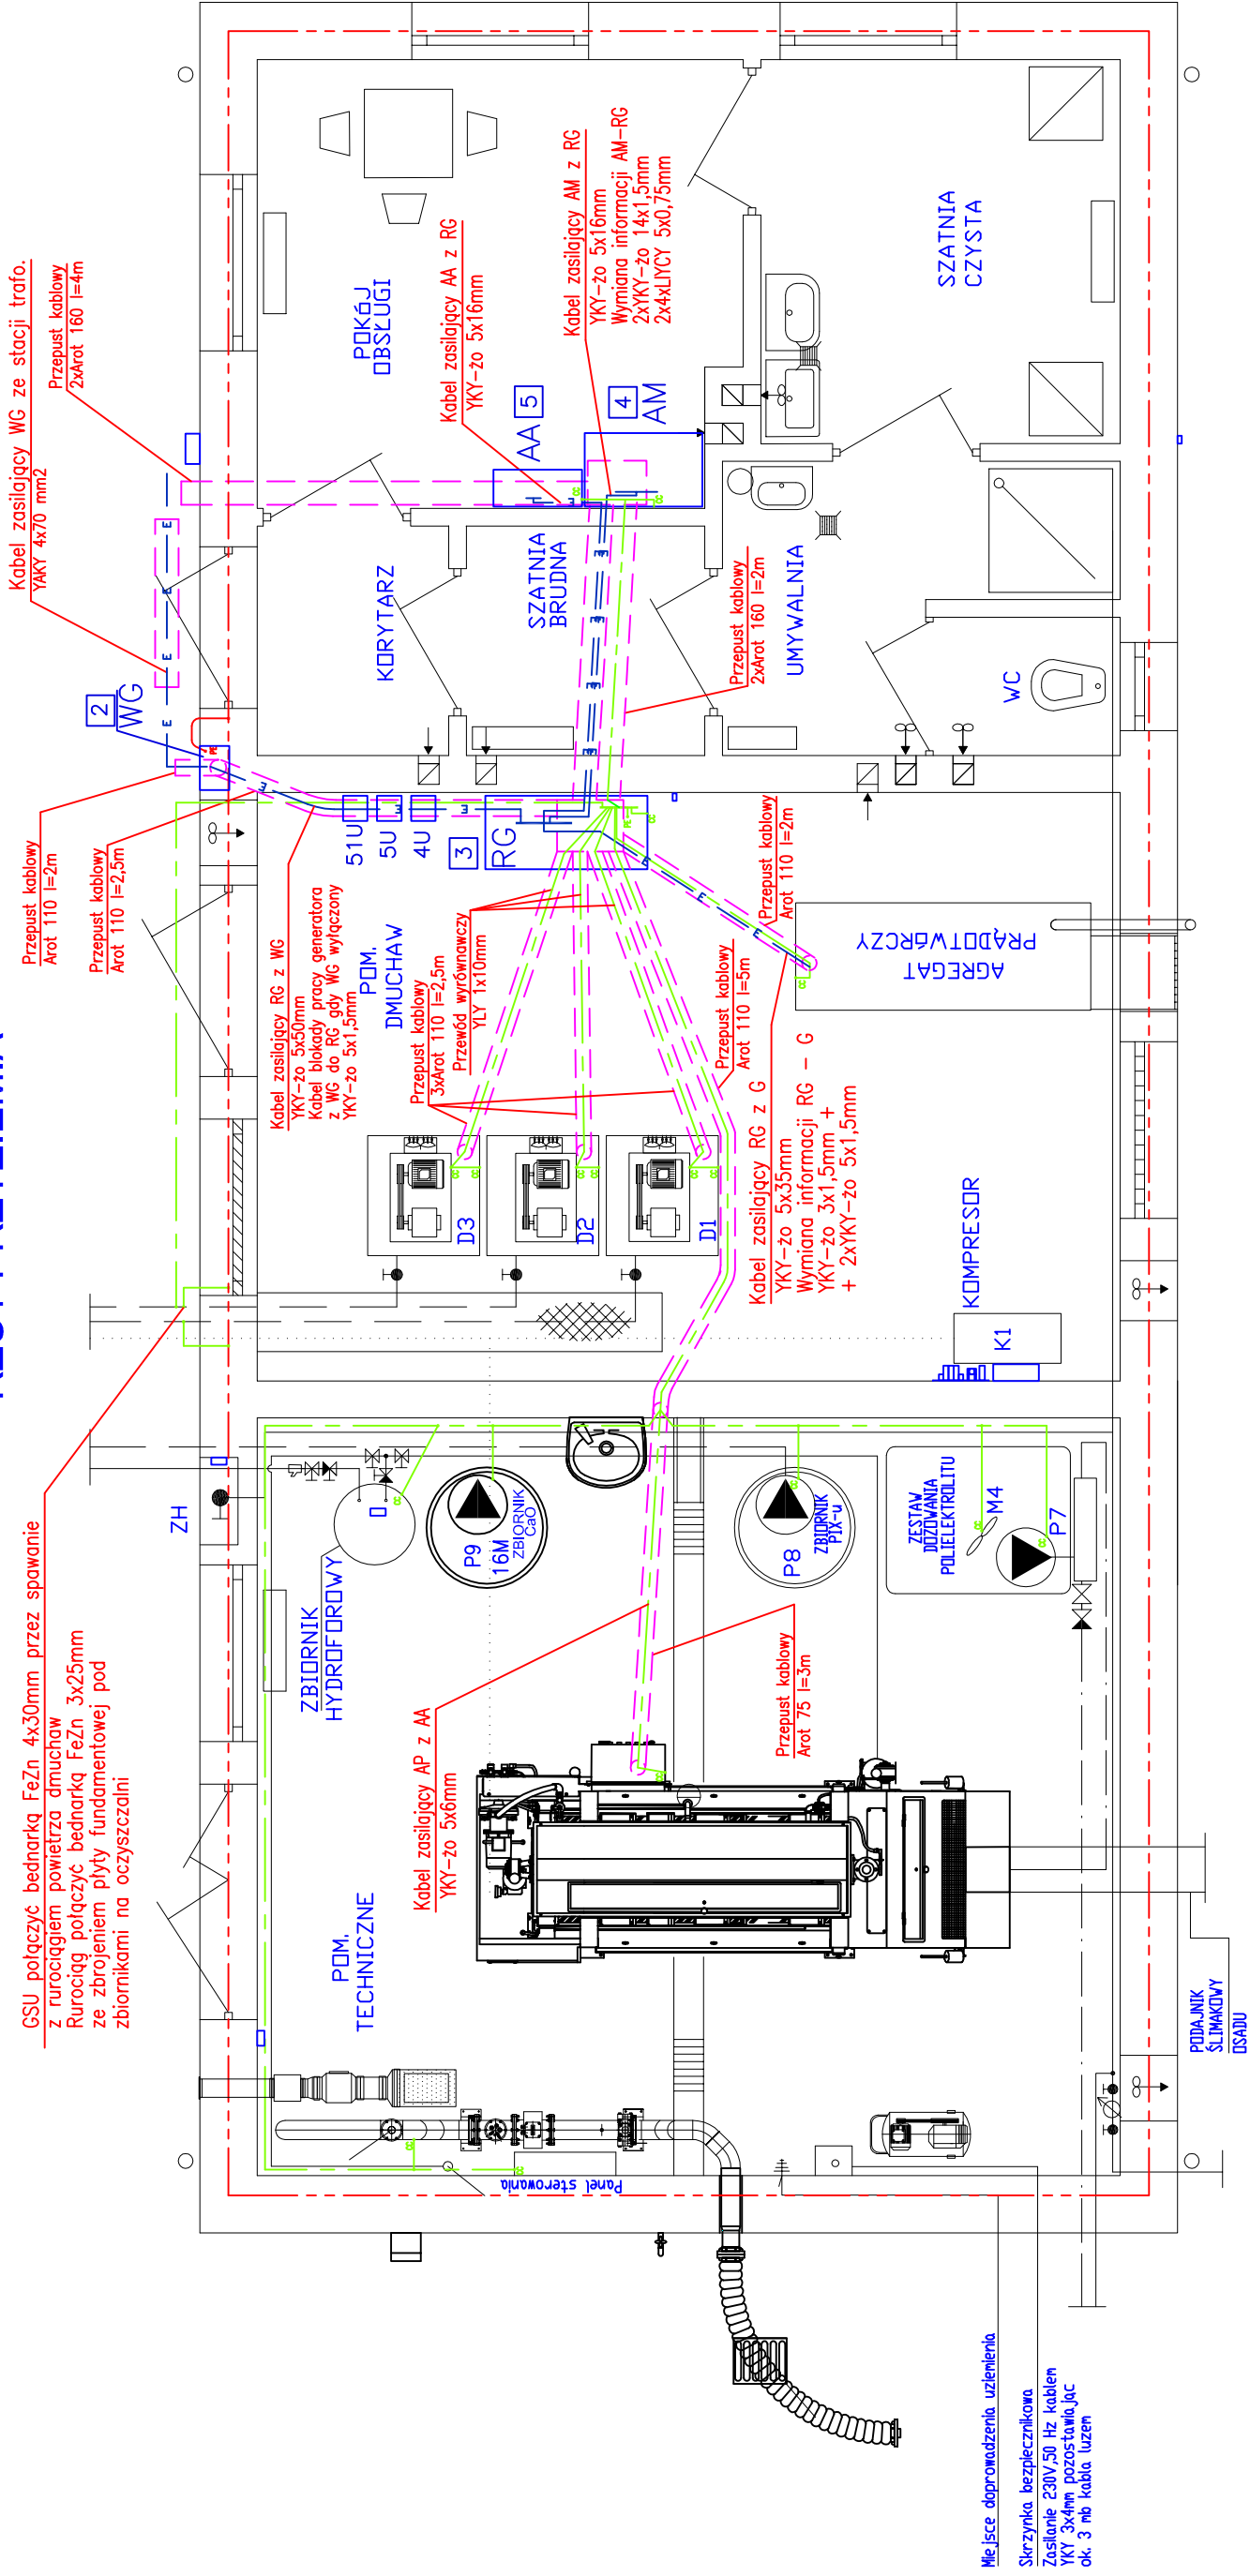 GSU połączyć bednarką FeZn 4x30mm przez spawanie
z rurociągiem powietrza dmuchaw
Rurociąg połączyć bednarką FeZn 3x25mm
ze zbrojeniem płyty fundamentowej pod
zbiornikami na oczyszczalni
Kabel zasilający WG ze stacji trafo.
YAKY 4x70 mm2
Przepust kablowy
2xArot 160 l=4m
Przepust kablowy
Arot 110 l=2m
Przepust kablowy
Arot 110 l=2,5m
2
WG
ZH
Kabel zasilający RG z WG
YKY-żo 5x50mm
Kabel blokady pracy generatora
z WG do RG gdy WG wyłączony
YKY-żo 5x1,5mm
51U
5U
4U
3
RG
POM.
DMUCHAW
Przepust kablowy
3xArot 110 l=2,5m
Przewód wyrównawczy
YLY 1x10mm
KORYTARZ
POKÓJ
OBSŁUGI
Kabel zasilający AA z RG
YKY-żo 5x16mm
AA
5
4
AM
Kabel zasilający AM z RG
YKY-żo 5x16mm
Wymiana informacji AM-RG
2xYKY-żo 14x1,5mm
2x4xLIYCY 5x0,75mm
SZATNIA
BRUDNA
Przepust kablowy
2xArot 160 l=2m
UMYWALNIA
SZATNIA
CZYSTA
WC
Przepust kablowy
Arot 110 l=2m
Przepust kablowy
Arot 110 l=5m
AGREGAT
PRĄDOTWÓRCZY
D3
D2
D1
Kabel zasilający RG z G
YKY-żo 5x35mm
Wymiana informacji RG - G
YKY-żo 3x1,5mm +
+ 2xYKY-żo 5x1,5mm
KOMPRESOR
K1
ZBIORNIK
HYDROFOROWY
P9
16M
ZBIORNIK
CaO
P8
ZBIORNIK
PIX-u
ZESTAW
DOZOWANIA
POLIELEKTROLITU
M4
P7
Kabel zasilający AP z AA
YKY-żo 5x6mm
Przepust kablowy
Arot 75 l=3m
POM.
TECHNICZNE
Panel sterowania
PODAJNIK
ŚLIMAKOWY
OSADU
Miejsce doprowadzenia uziemienia
Skrzynka bezpiecznikowa
Zasilanie 230V,50 Hz kablem
YKY 3x4mm pozostawiając
ok. 3 mb kabla luzem